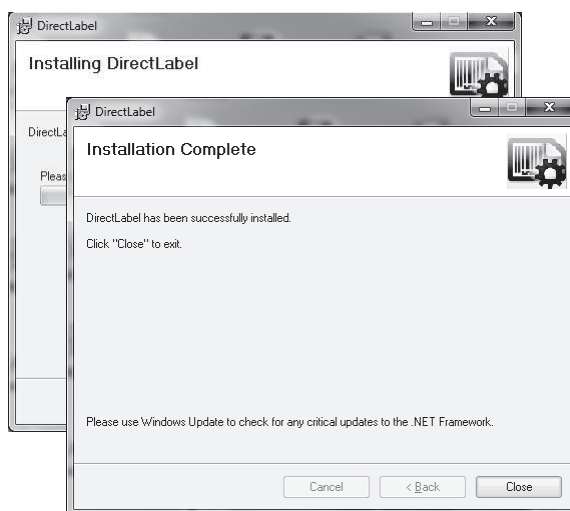 DirectLabel
Installing DirectLabel
DirectLabel
Installation Complete
DirectLabel has been successfully installed.
Click "Close" to exit.
Please use Windows Update to check for any critical updates to the .NET Framework.
Cancel
< Back
Close